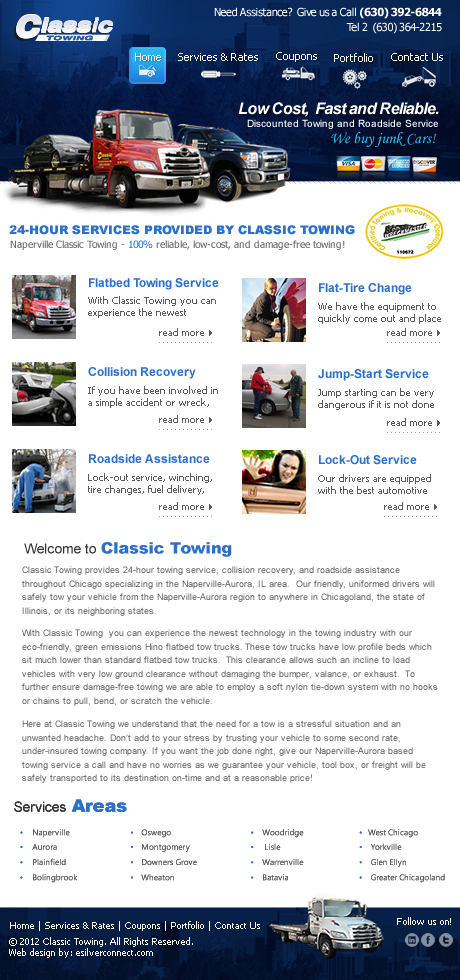 Classic
TOWING
Need Assistance? Give us a Call (630) 392-6844
Tel 2 (630) 364-2215
Home
Services & Rates
Coupons
Portfolio
Contact Us
Low Cost, Fast and Reliable.
Discounted Towing and Roadside Service
We buy junk Cars!
VISA
MasterCard
DISCOVER
24-HOUR SERVICES PROVIDED BY CLASSIC TOWING
Naperville Classic Towing - 100% reliable, low-cost, and damage-free towing!
Certified Towing & Recovery Operator
110672
Flatbed Towing Service
With Classic Towing you can
experience the newest
read more
Flat-Tire Change
We have the equipment to
quickly come out and place
read more
Collision Recovery
If you have been involved in
a simple accident or wreck,
read more
Jump-Start Service
Jump starting can be very
dangerous if it is not done
read more
Roadside Assistance
Lock-out service, winching,
tire changes, fuel delivery,
read more
Lock-Out Service
Our drivers are equipped
with the best automotive
read more
Welcome to Classic Towing
Classic Towing provides 24-hour towing service, collision recovery, and roadside assistance
throughout Chicago specializing in the Naperville-Aurora, IL area. Our friendly, uniformed drivers will
safely tow your vehicle from the Naperville-Aurora region to anywhere in Chicagoland, the state of
Illinois, or its neighboring states.
With Classic Towing you can experience the newest technology in the towing industry with our
eco-friendly, green emissions Hino flatbed tow trucks. These tow trucks have low profile beds which
sit much lower than standard flatbed tow trucks. This clearance allows such an incline to load
vehicles with very low ground clearance without damaging the bumper, valance, or exhaust. To
further ensure damage-free towing we are able to employ a soft nylon tie-down system with no hooks
or chains to pull, bend, or scratch the vehicle.
Here at Classic Towing we understand that the need for a tow is a stressful situation and an
unwanted headache. Don't add to your stress by trusting your vehicle to some second rate,
under-insured towing company. If you want the job done right, give our Naperville-Aurora based
towing service a call and have no worries as we guarantee your vehicle, tool box, or freight will be
safely transported to its destination on-time and at a reasonable price!
Services Areas
• Naperville • Oswego • Woodridge • West Chicago
• Aurora • Montgomery • Lisle • Yorkville
• Plainfield • Downers Grove • Warrenville • Glen Ellyn
• Bolingbrook • Wheaton • Batavia • Greater Chicagoland
Home | Services & Rates | Coupons | Portfolio | Contact Us
© 2012 Classic Towing. All Rights Reserved.
Web design by: esilverconnect.com
Follow us on!